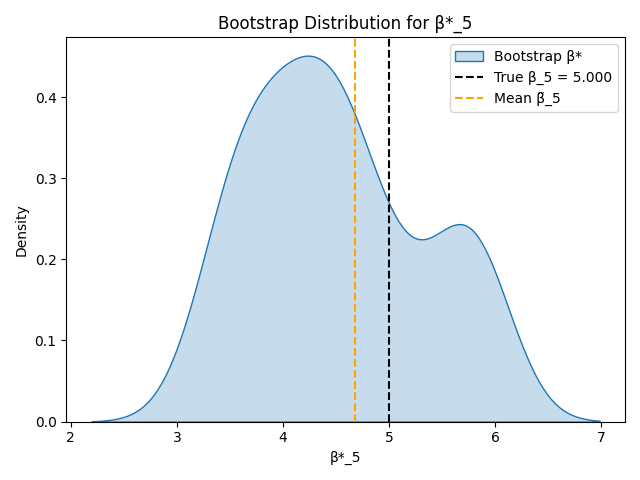 Bootstrap Distribution for β*_5
Density
0.4
0.3
0.2
0.1
0.0
2 3 4 5 6 7
β*_5
Bootstrap β*
True β_5 = 5.000
Mean β̂_5